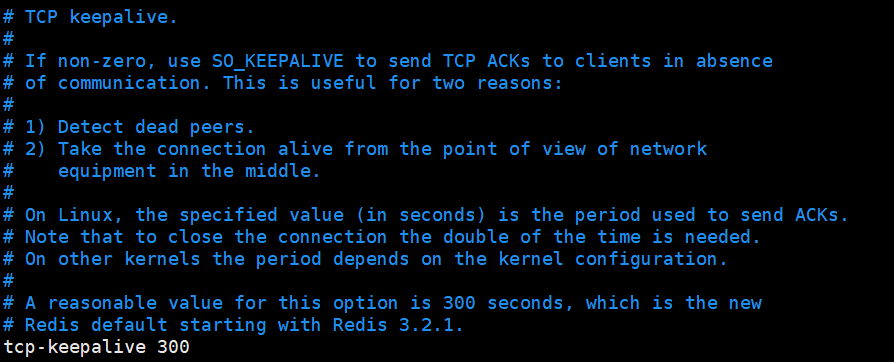 # TCP keepalive.
#
# If non-zero, use SO_KEEPALIVE to send TCP ACKs to clients in absence
# of communication. This is useful for two reasons:
#
# 1) Detect dead peers.
# 2) Take the connection alive from the point of view of network
#    equipment in the middle.
#
# On Linux, the specified value (in seconds) is the period used to send ACKs.
# Note that to close the connection the double of the time is needed.
# On other kernels the period depends on the kernel configuration.
#
# A reasonable value for this option is 300 seconds, which is the new
# Redis default starting with Redis 3.2.1.
tcp-keepalive 300